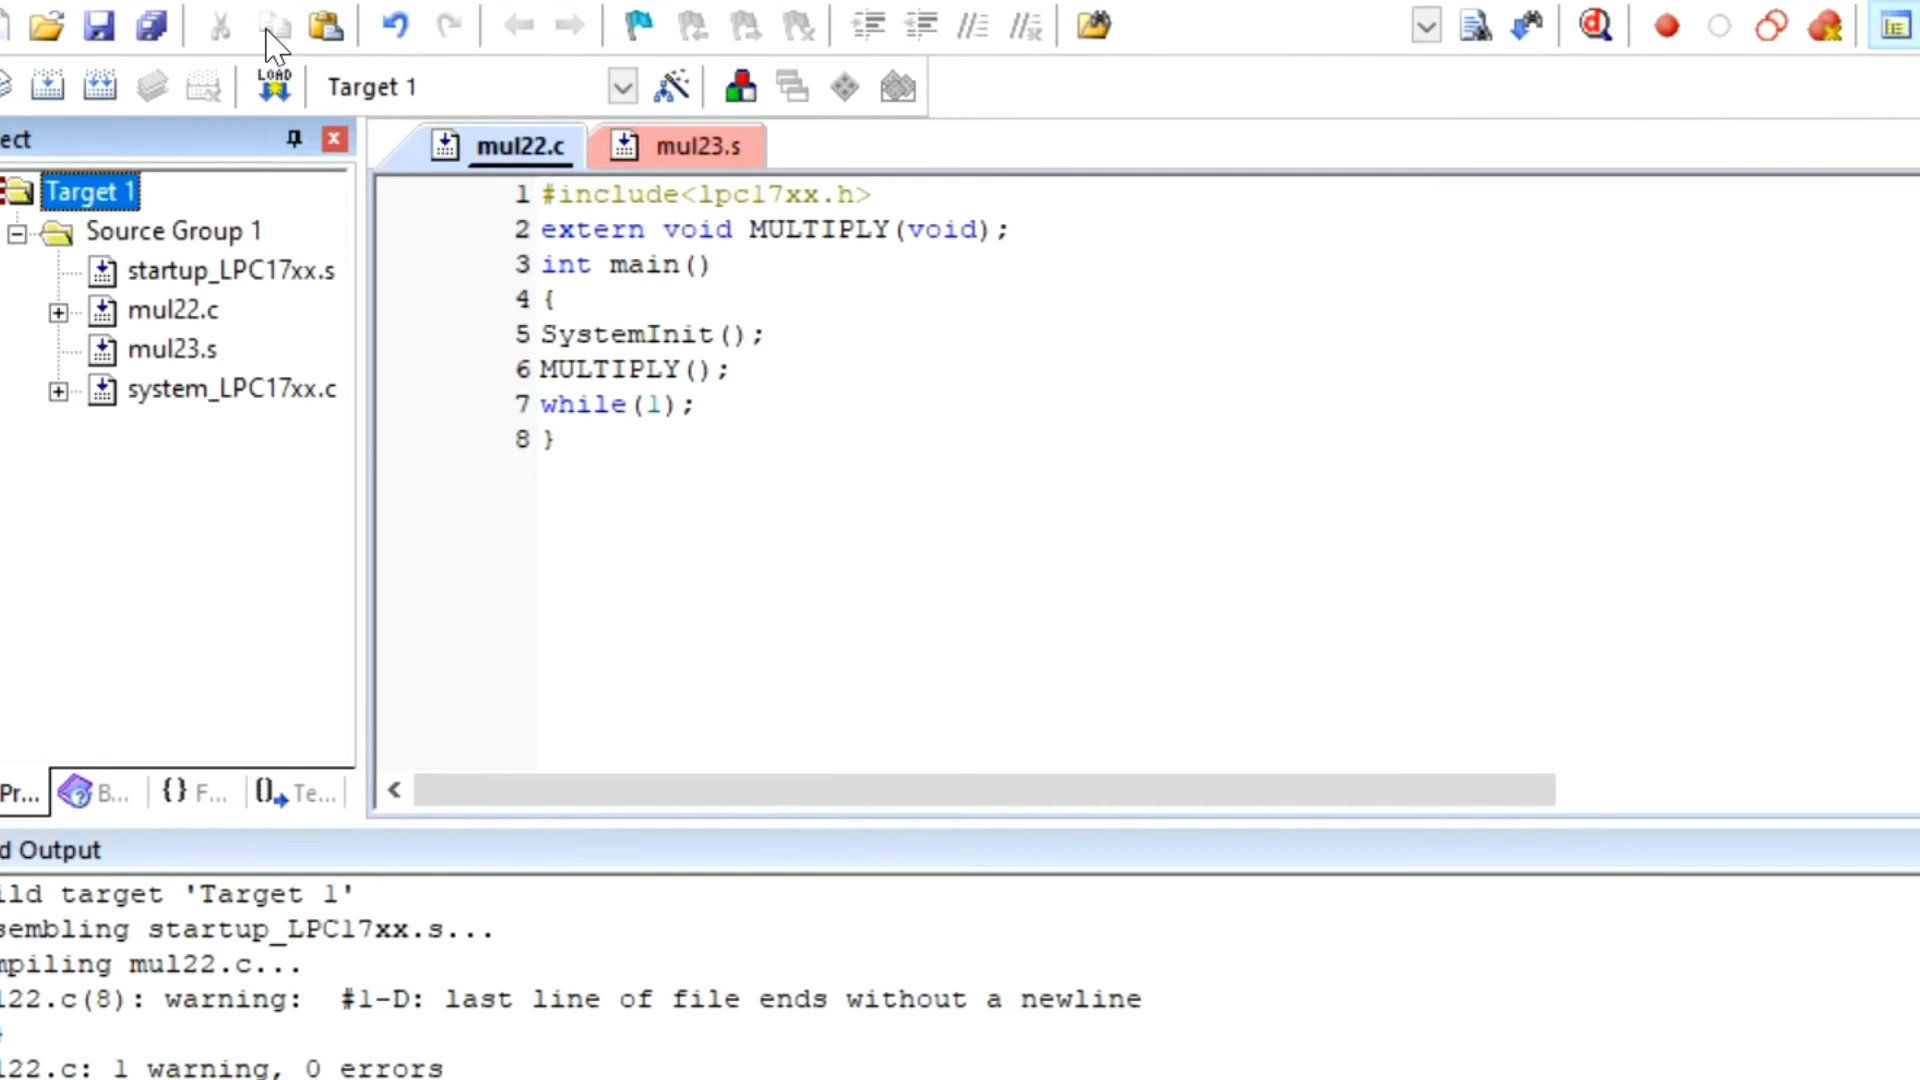 LOAD
Target 1
ect
mul22.c
mul23.s
Target 1
Source Group 1
startup_LPC17xx.s
mul22.c
mul23.s
system_LPC17xx.c
1 #include<lpc17xx.h>
2 extern void MULTIPLY(void);
3 int main()
4 {
5 SystemInit();
6 MULTIPLY();
7 while(1);
8 }
Pr...
B...
{} F...
Te...
d Output
ild target 'Target 1'
sembling startup_LPC17xx.s...
mpiling mul22.c...
l22.c(8): warning:  #1-D: last line of file ends without a newline
l22.c: 1 warning, 0 errors